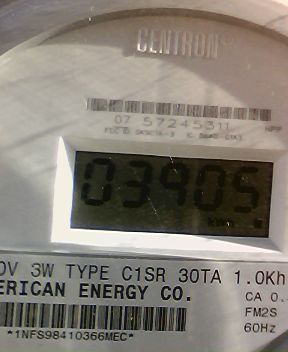 CENTRON
07 57245311
03905
kWh
0V 3W TYPE C1SR 30TA 1.0Kh
ERICAN ENERGY CO.
CA 0.
FM2S
*1NFS98410366MEC*
60Hz